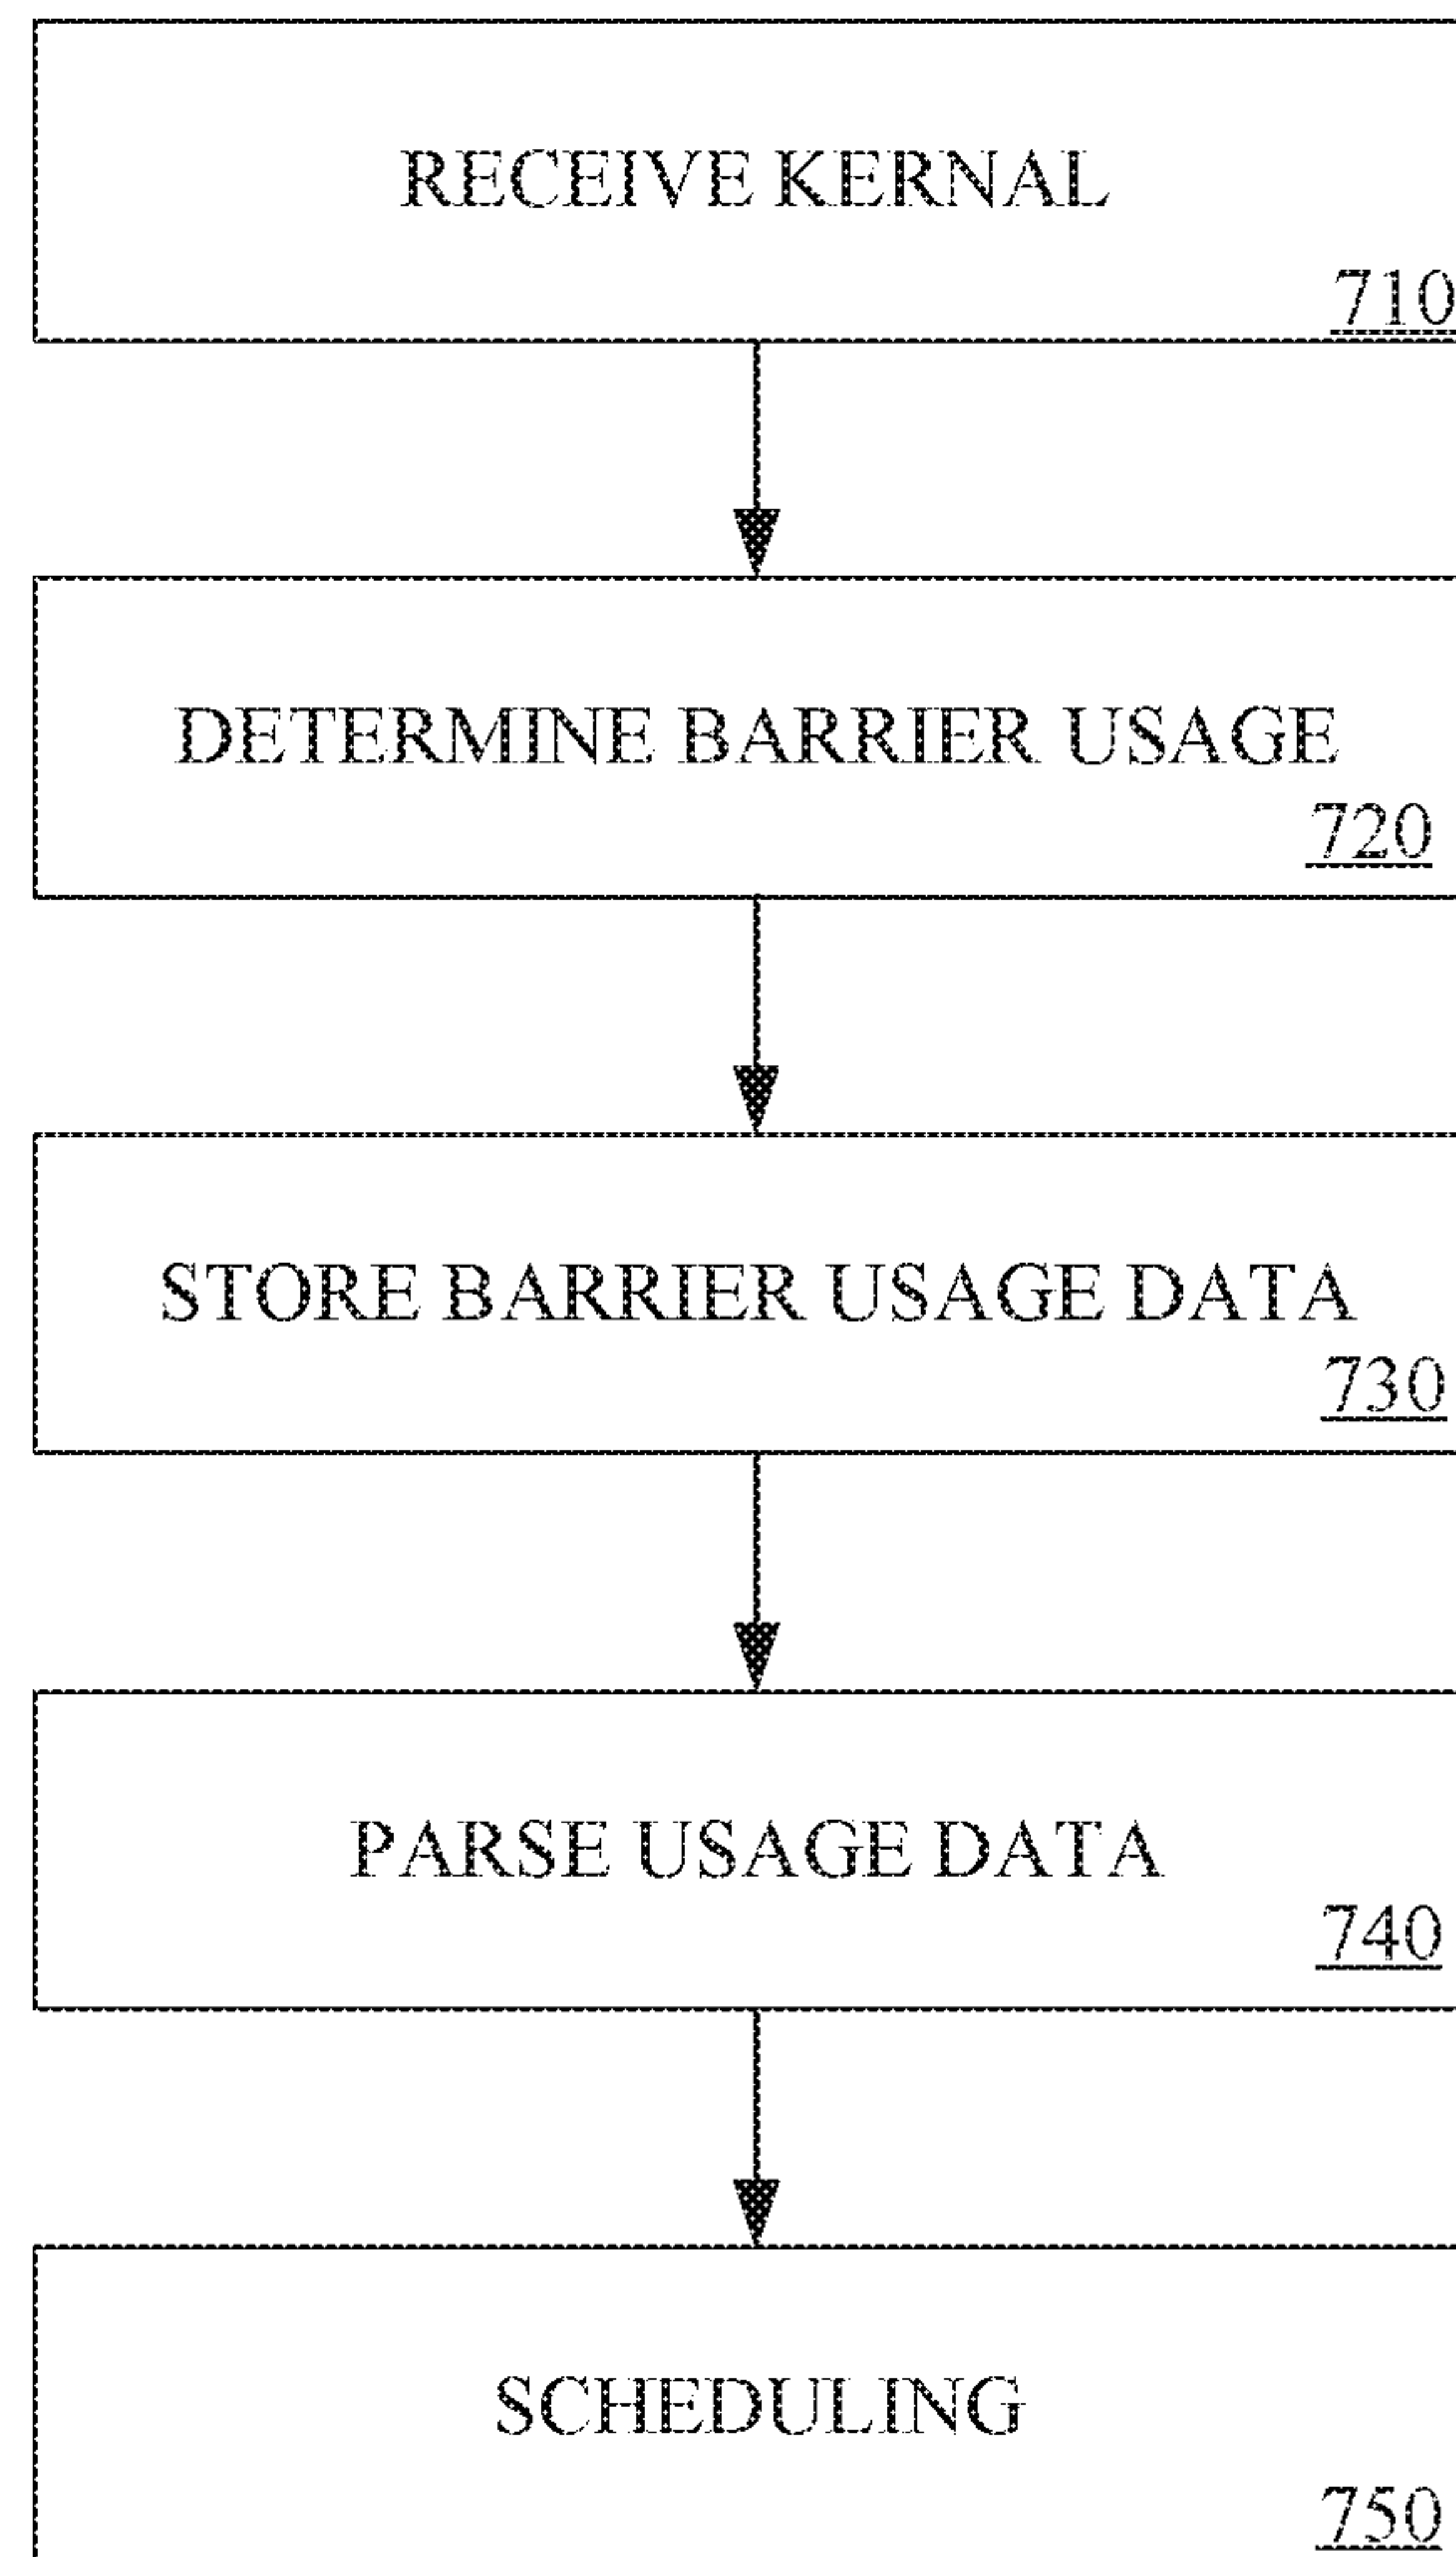 RECEIVE KERNAL
710
DETERMINE BARRIER USAGE
720
STORE BARRIER USAGE DATA
730
PARSE USAGE DATA
740
SCHEDULING
750